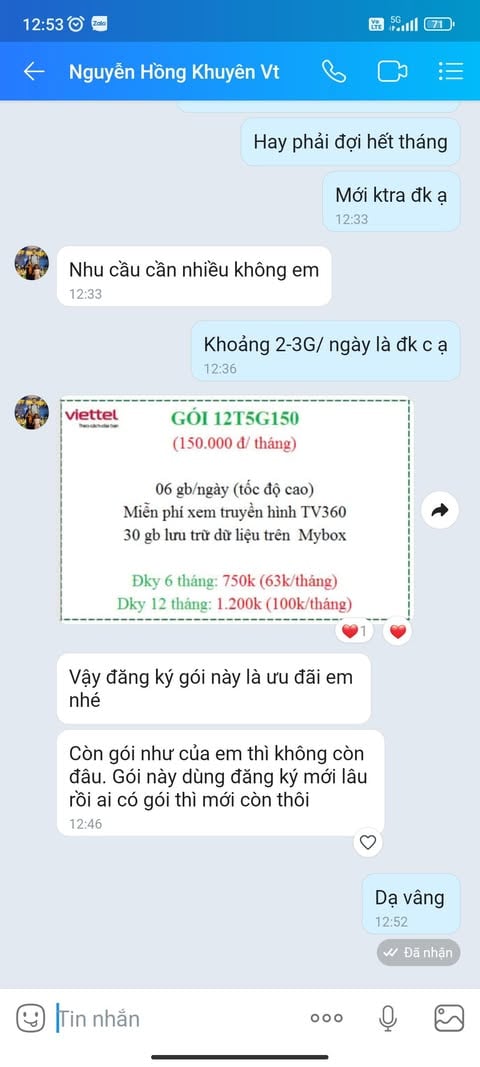 12:53
Zalo
Vo
LTE
5G
71
Nguyễn Hồng Khuyên Vt
Hay phải đợi hết tháng
Mới ktra đk ạ
12:33
Nhu cầu cần nhiều không em
12:33
Khoảng 2-3G/ ngày là đk c ạ
12:36
viettel
Theo cách của bạn
GÓI 12T5G150
(150.000 đ/ tháng)
06 gb/ngày (tốc độ cao)
Miễn phí xem truyền hình TV360
30 gb lưu trữ dữ liệu trên Mybox
Đky 6 tháng: 750k (63k/tháng)
Dky 12 tháng: 1.200k (100k/tháng)
1
Vậy đăng ký gói này là ưu đãi em
nhé
Còn gói như của em thì không còn
đâu. Gói này dùng đăng ký mới lâu
rồi ai có gói thì mới còn thôi
12:46
Dạ vâng
12:52
Đã nhận
Tin nhắn